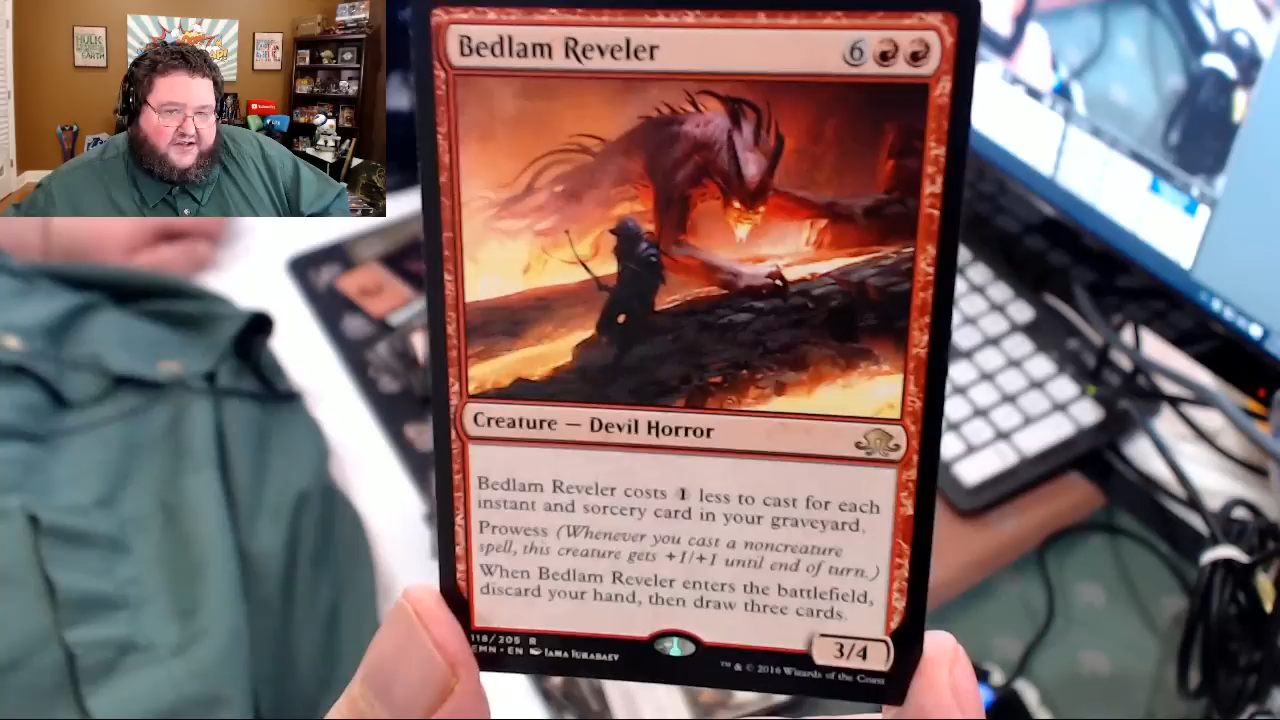 Bedlam Reveler 6
Creature — Devil Horror
Bedlam Reveler costs 1 less to cast for each
instant and sorcery card in your graveyard.
Prowess (Whenever you cast a noncreature
spell, this creature gets +1/+1 until end of turn.)
When Bedlam Reveler enters the battlefield,
discard your hand, then draw three cards.
3/4
118/205 R
EMN • EN
™ & © 2016 Wizards of the Coast
HULK
EARTH